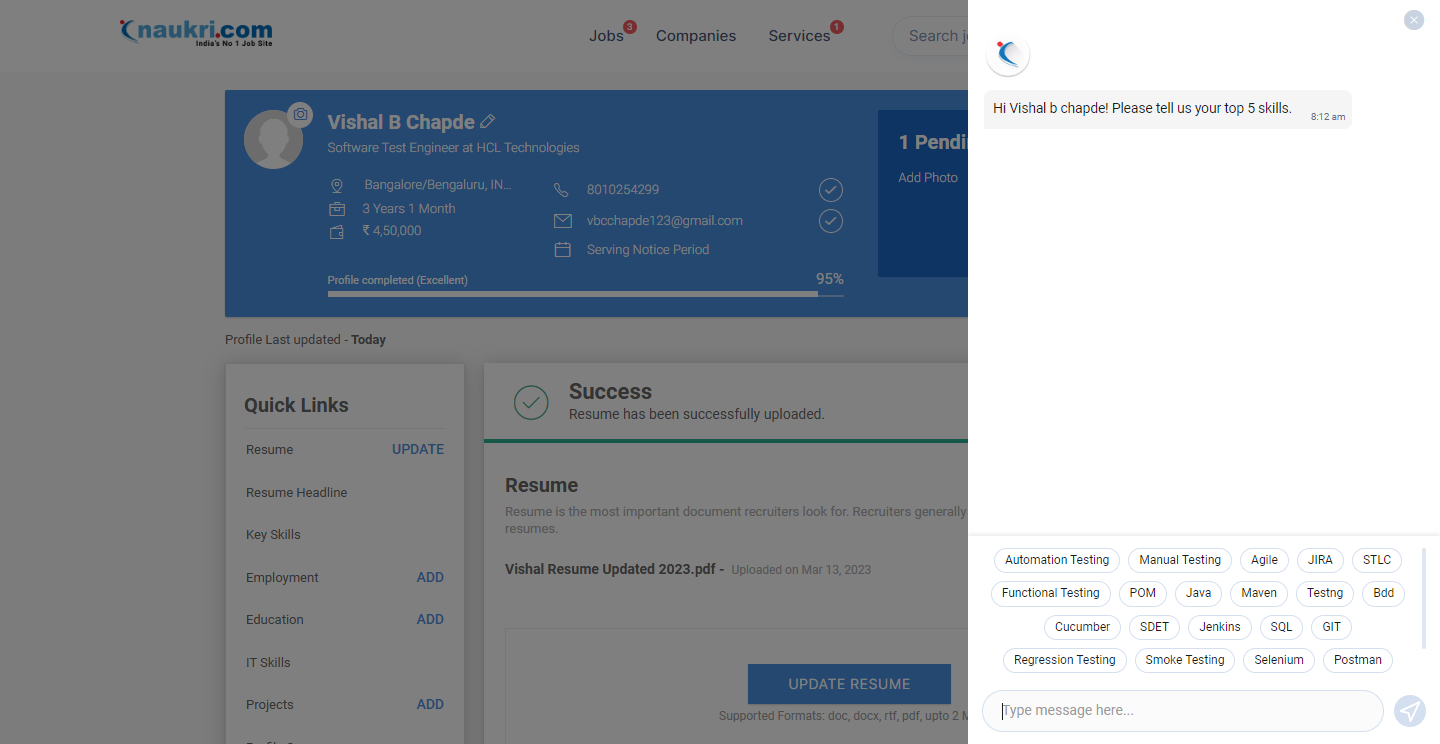 naukri.com
India's No 1 Job Site
Jobs 3
Companies
Services 1
Search
Vishal B Chapde
Software Test Engineer at HCL Technologies
Bangalore/Bengaluru, IN...
3 Years 1 Month
₹ 4,50,000
8010254299
vbcchapde123@gmail.com
Serving Notice Period
Profile completed (Excellent)
95%
1
Add Photo
Profile Last updated - Today
Quick Links
Resume UPDATE
Resume Headline
Key Skills
Employment ADD
Education ADD
IT Skills
Projects ADD
Success
Resume has been successfully uploaded.
Resume
Resume is the most important document recruiters look for. Recruiters generally
resumes.
Vishal Resume Updated 2023.pdf - Uploaded on Mar 13, 2023
UPDATE RESUME
Supported Formats: doc, docx, rtf, pdf, upto 2 M
Hi Vishal b chapde! Please tell us your top 5 skills.
8:12 am
Automation Testing Manual Testing Agile JIRA STLC
Functional Testing POM Java Maven Testng Bdd
Cucumber SDET Jenkins SQL GIT
Regression Testing Smoke Testing Selenium Postman
Type message here...